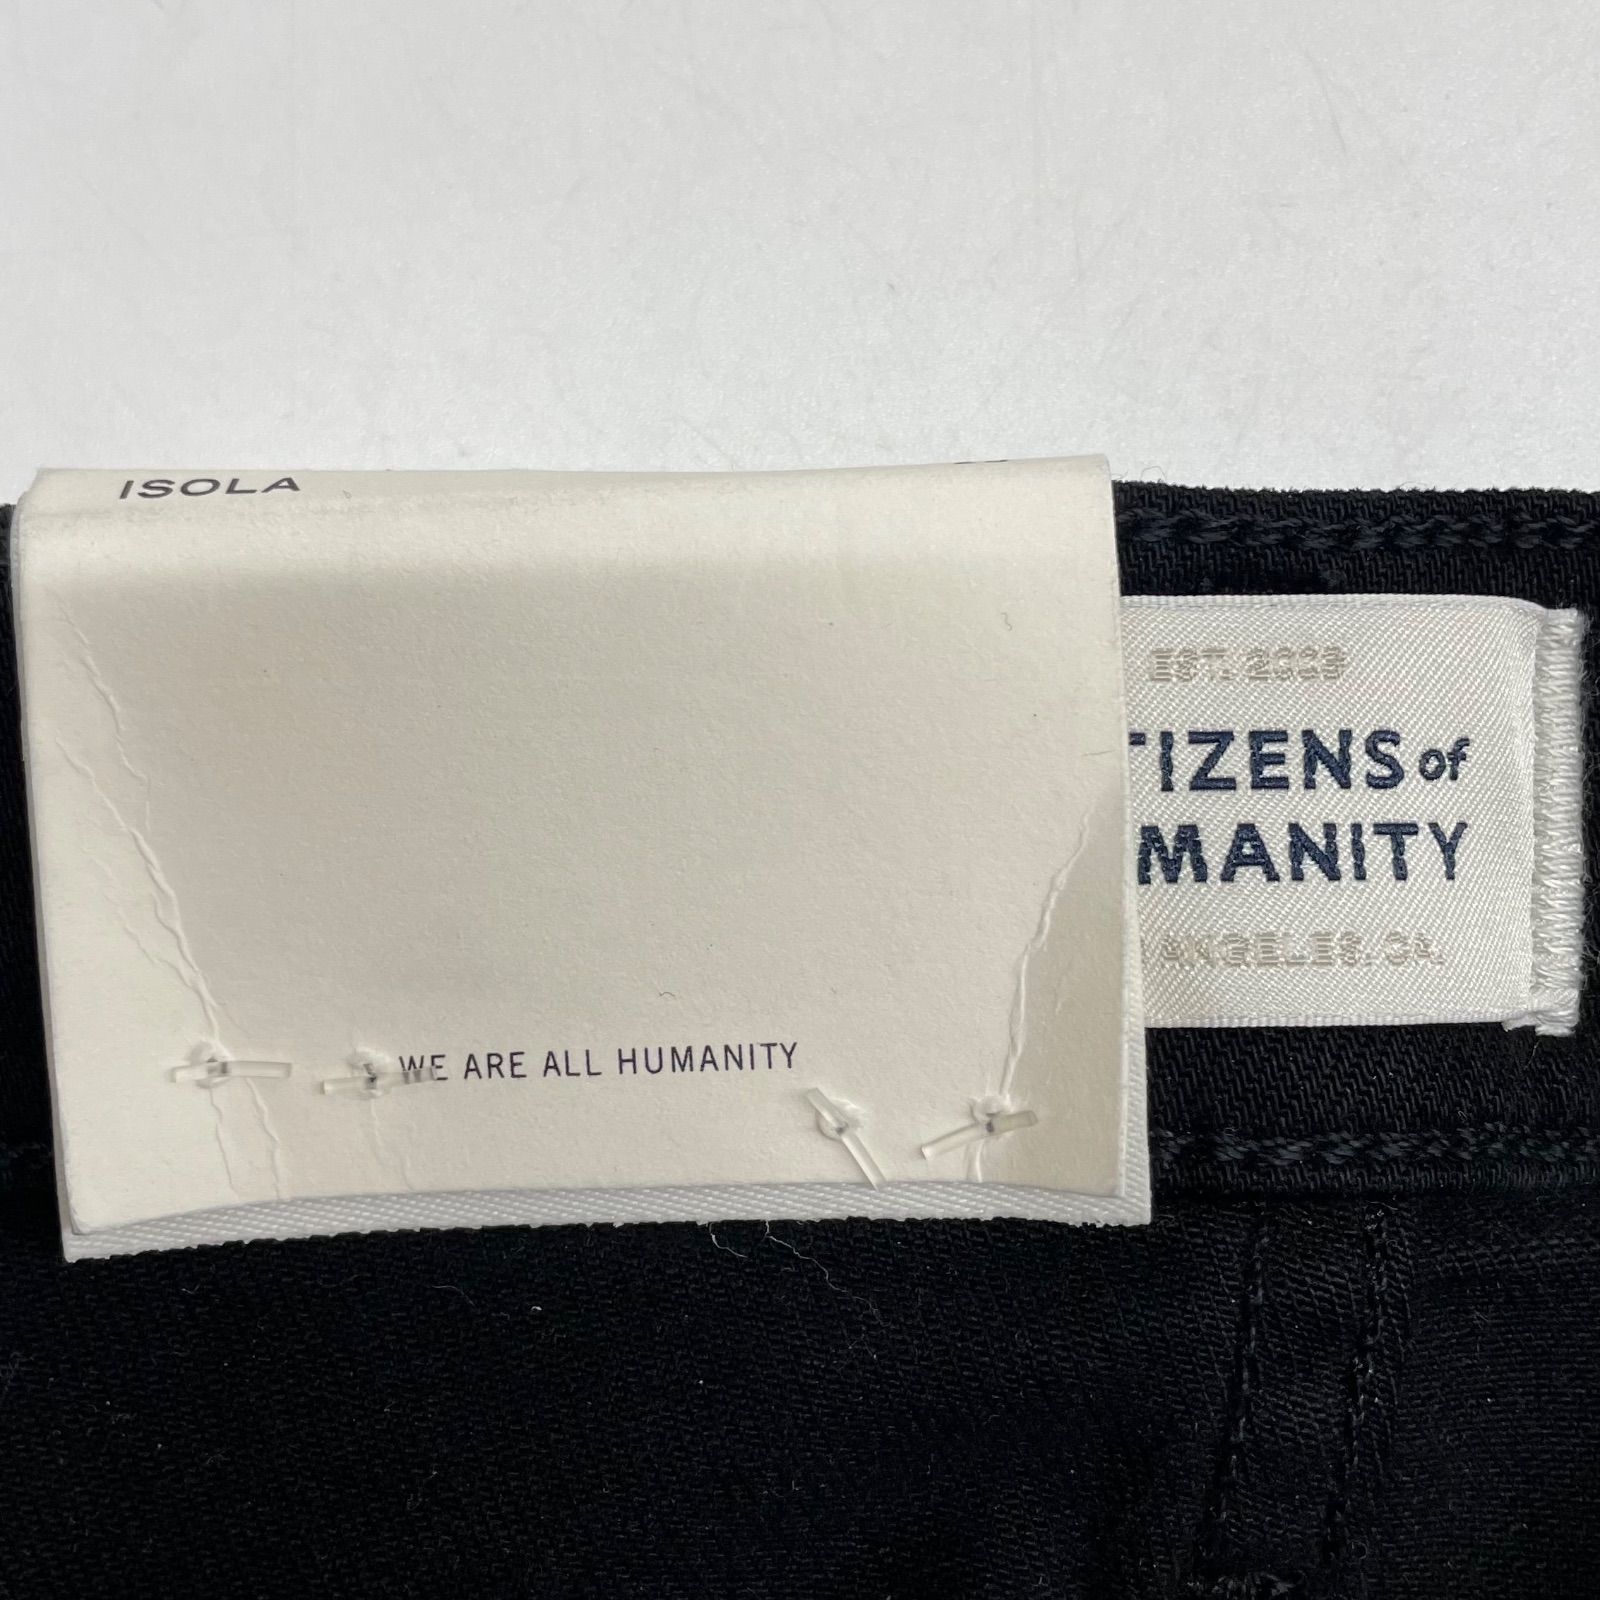 ISOLA
WE ARE ALL HUMANITY
EST. 2003
TIZENS of
MANITY
ANGELES, CA